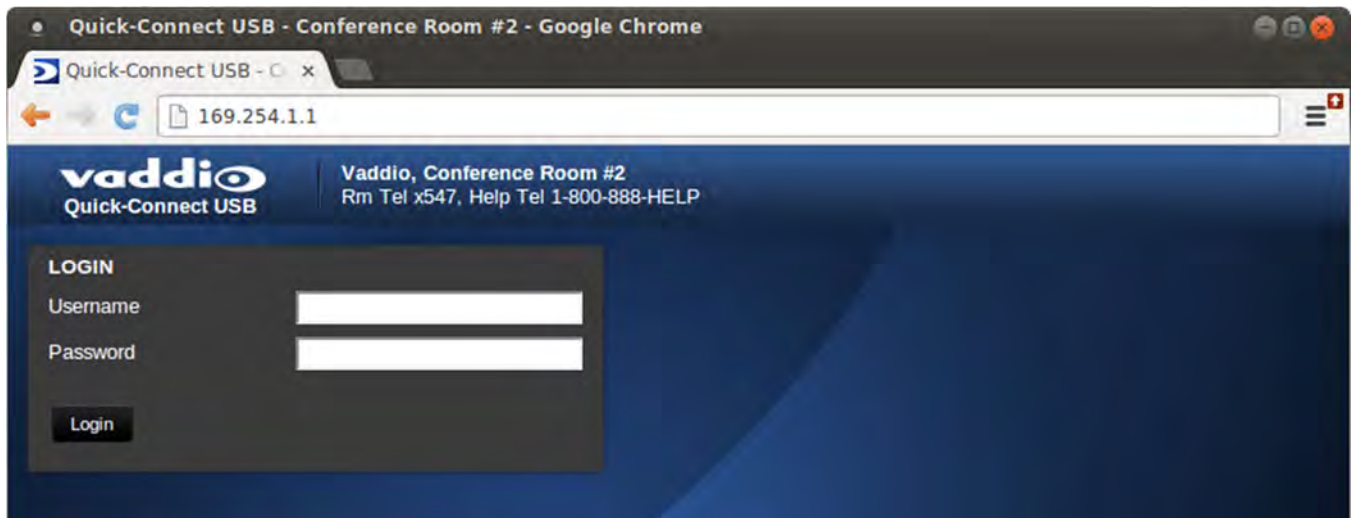 Quick-Connect USB - Conference Room #2 - Google Chrome
Quick-Connect USB - C
169.254.1.1
vaddio
Quick-Connect USB
Vaddio, Conference Room #2
Rm Tel x547, Help Tel 1-800-888-HELP
LOGIN
Username
Password
Login